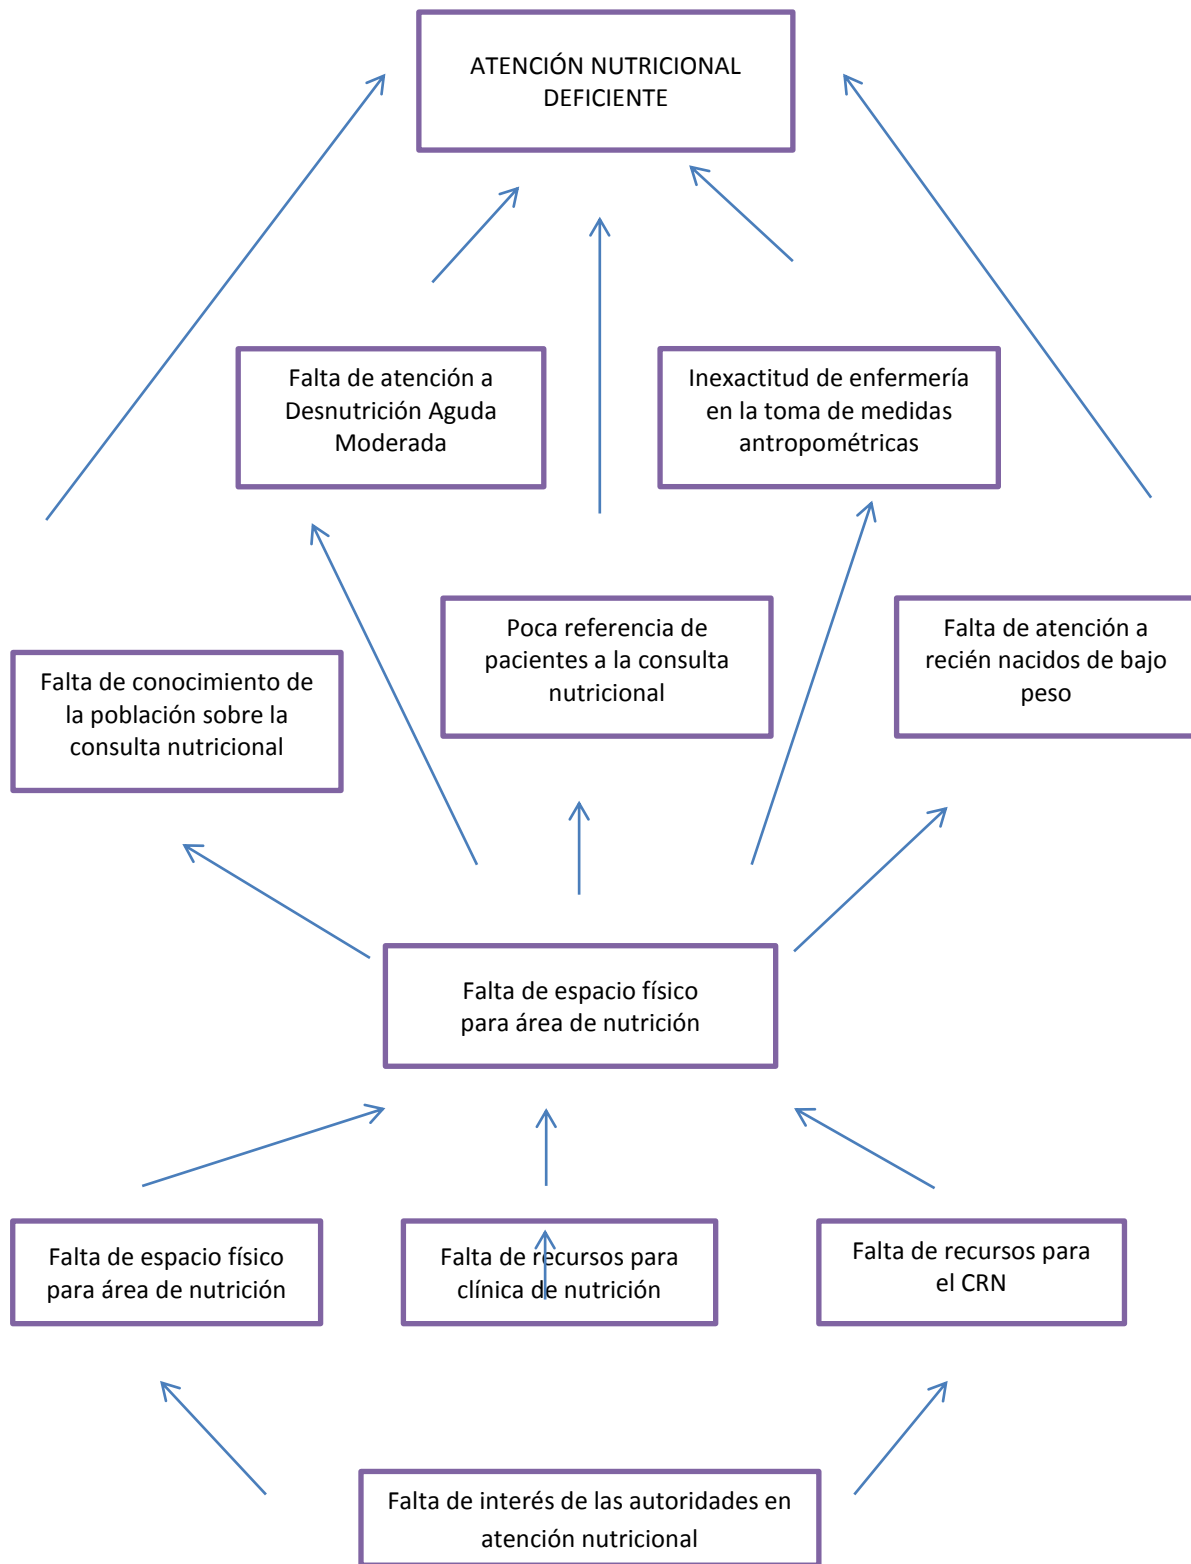 ATENCIÓN NUTRICIONAL
DEFICIENTE
Falta de atención a
Desnutrición Aguda
Moderada
Inexactitud de enfermería
en la toma de medidas
antropométricas
Poca referencia de
pacientes a la consulta
nutricional
Falta de atención a
recién nacidos de bajo
peso
Falta de conocimiento de
la población sobre la
consulta nutricional
Falta de espacio físico
para área de nutrición
Falta de espacio físico
para área de nutrición
Falta de recursos para
clínica de nutrición
Falta de recursos para
el CRN
Falta de interés de las autoridades en
atención nutricional